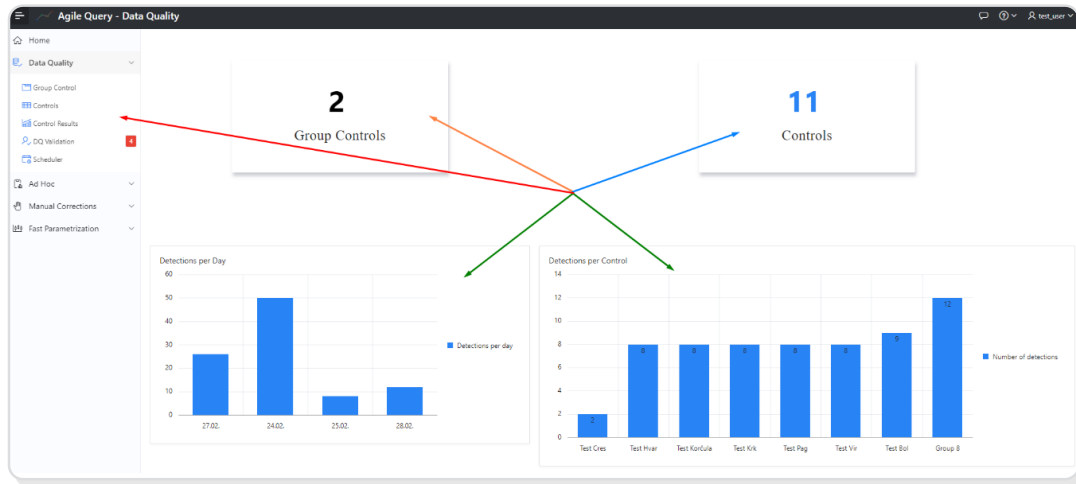 Agile Query - Data Quality
test_user
Home
Data Quality
Group Control
Controls
Control Results
DQ Validation 4
Scheduler
Ad Hoc
Manual Corrections
Fast Parametrization
2
Group Controls
11
Controls
Detections per Day
60
50
40
30
20
10
0
27.02. 24.02. 25.02. 28.02.
Detections per day
Detections per Control
14
12
10
8
6
4
2
0
2 8 8 8 8 8 9 12
Test Cres Test Hvar Test Korčula Test Krk Test Pag Test Vir Test Bol Group 8
Number of detections